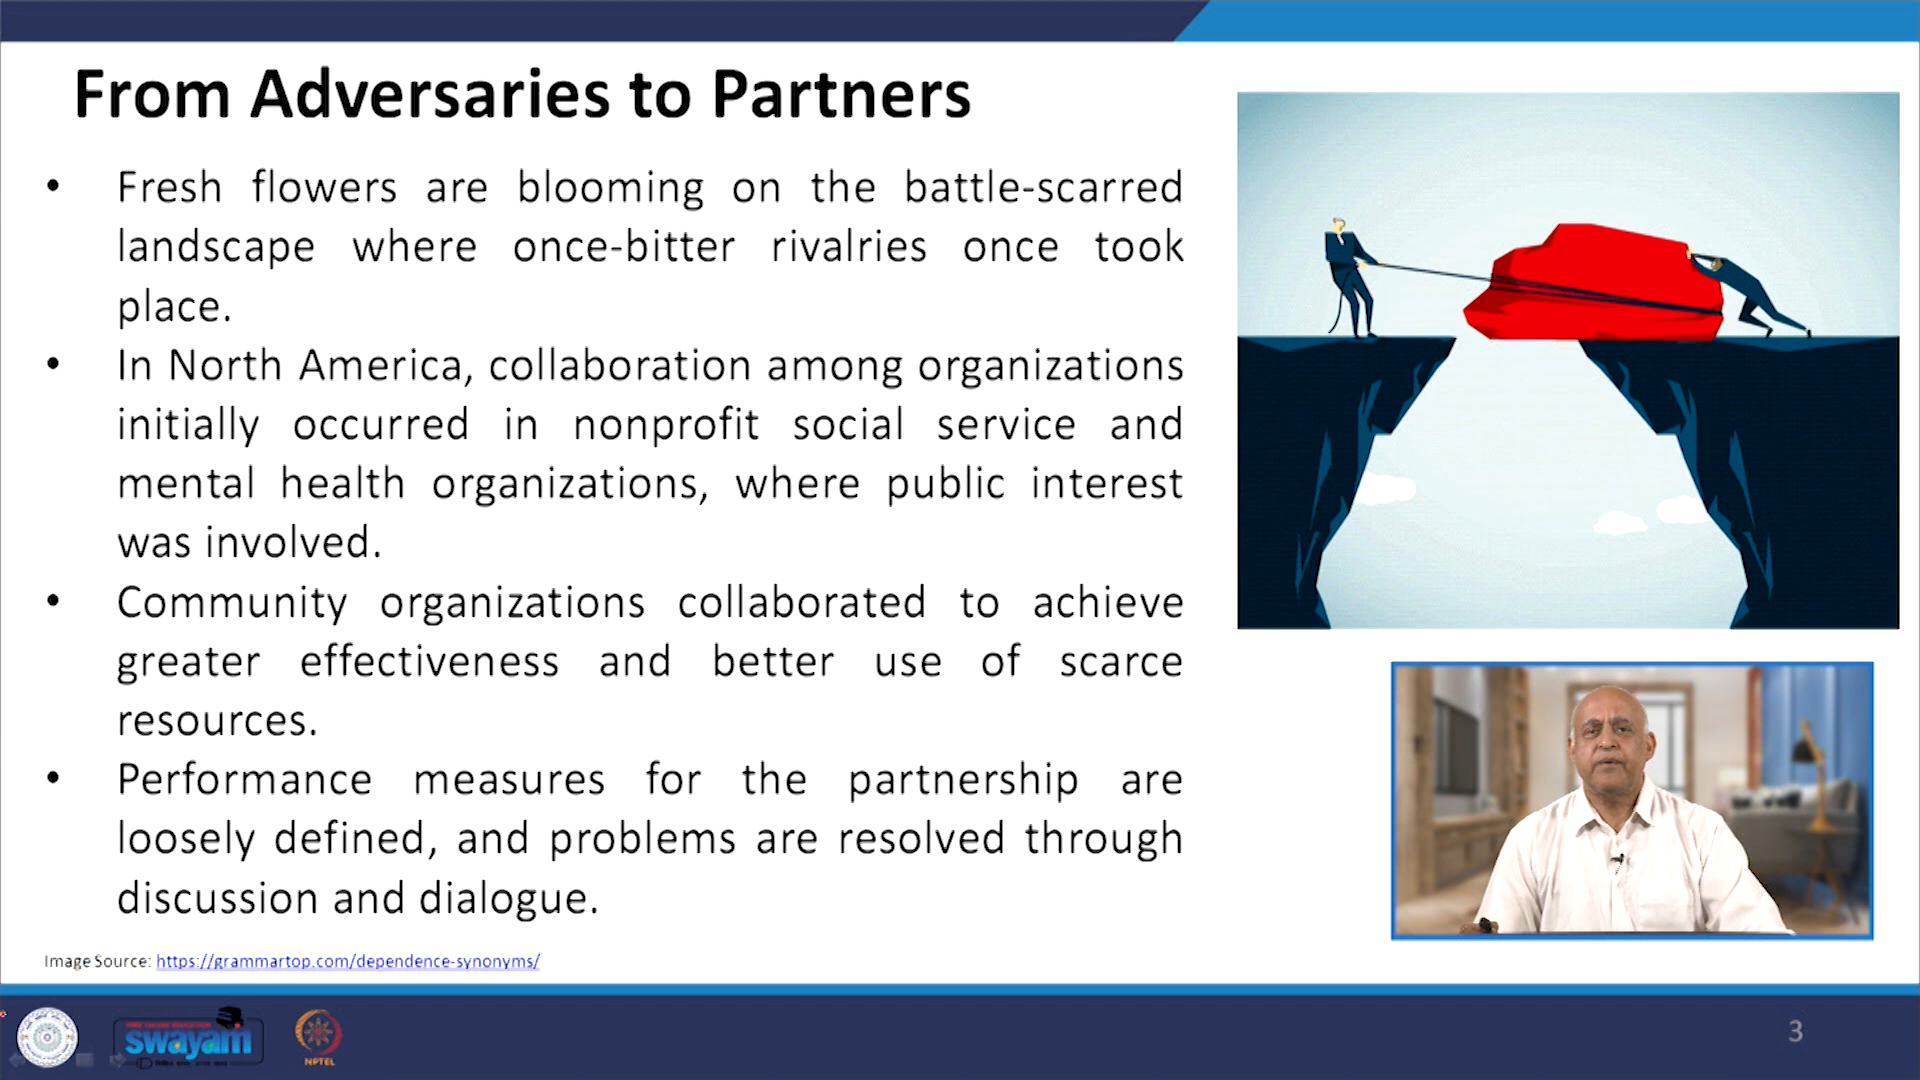 From Adversaries to Partners
• Fresh flowers are blooming on the battle-scarred
landscape where once-bitter rivalries once took
place.
• In North America, collaboration among organizations
initially occurred in nonprofit social service and
mental health organizations, where public interest
was involved.
• Community organizations collaborated to achieve
greater effectiveness and better use of scarce
resources.
• Performance measures for the partnership are
loosely defined, and problems are resolved through
discussion and dialogue.
Image Source: https://grammartop.com/dependence-synonyms/
swayam
NPTEL
3